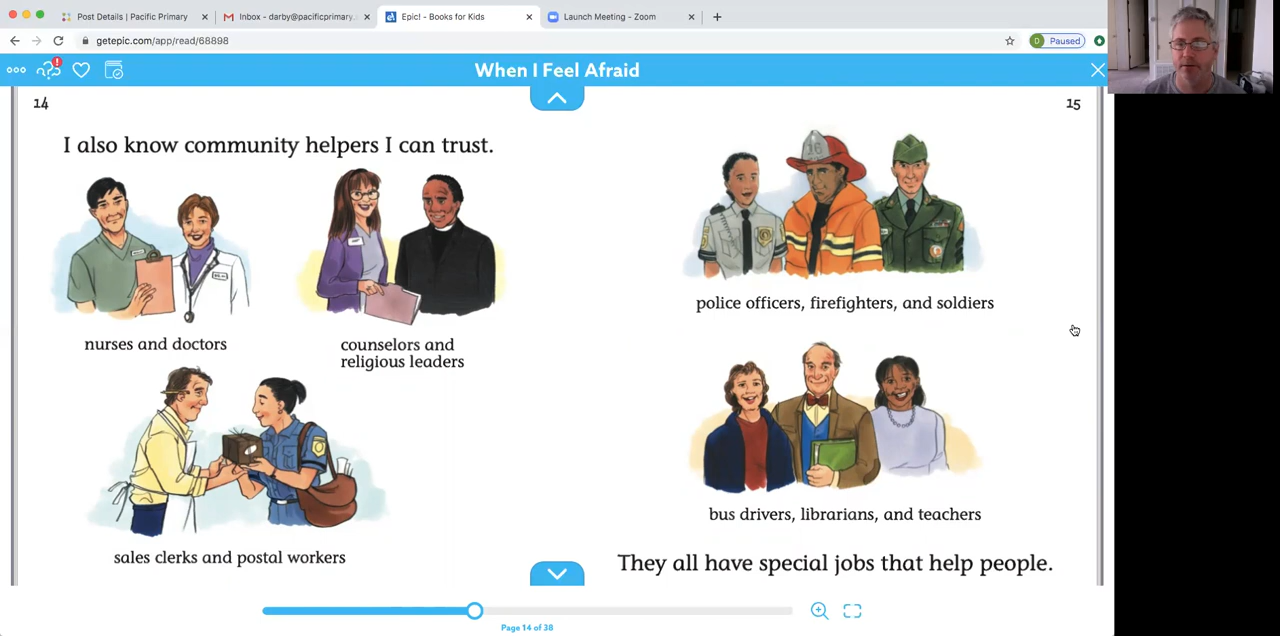 Post Details | Pacific Primary
Inbox - darby@pacificprimary.
Epic! - Books for Kids
Launch Meeting - Zoom
getepic.com/app/read/68898
D Paused
When I Feel Afraid
14
I also know community helpers I can trust.
nurses and doctors
counselors and
religious leaders
sales clerks and postal workers
15
16
police officers, firefighters, and soldiers
bus drivers, librarians, and teachers
They all have special jobs that help people.
Page 14 of 38